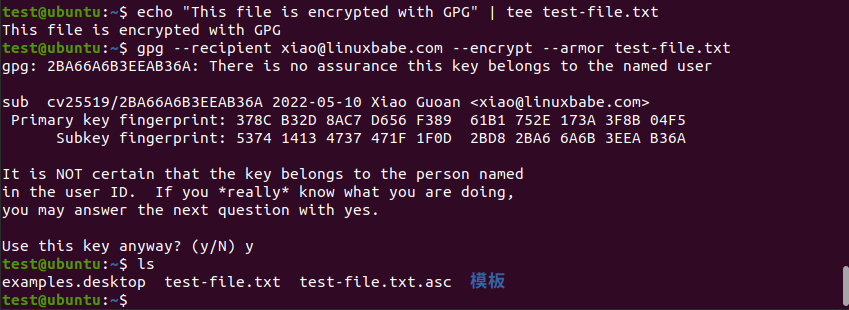 test@ubuntu:~$ echo "This file is encrypted with GPG" | tee test-file.txt
This file is encrypted with GPG
test@ubuntu:~$ gpg --recipient xiao@linuxbabe.com --encrypt --armor test-file.txt
gpg: 2BA66A6B3EEAB36A: There is no assurance this key belongs to the named user

sub  cv25519/2BA66A6B3EEAB36A 2022-05-10 Xiao Guoan <xiao@linuxbabe.com>
 Primary key fingerprint: 378C B32D 8AC7 D656 F389  61B1 752E 173A 3F8B 04F5
      Subkey fingerprint: 5374 1413 4737 471F 1F0D  2BD8 2BA6 6A6B 3EEA B36A

It is NOT certain that the key belongs to the person named
in the user ID.  If you *really* know what you are doing,
you may answer the next question with yes.

Use this key anyway? (y/N) y
test@ubuntu:~$ ls
examples.desktop  test-file.txt  test-file.txt.asc  模板
test@ubuntu:~$